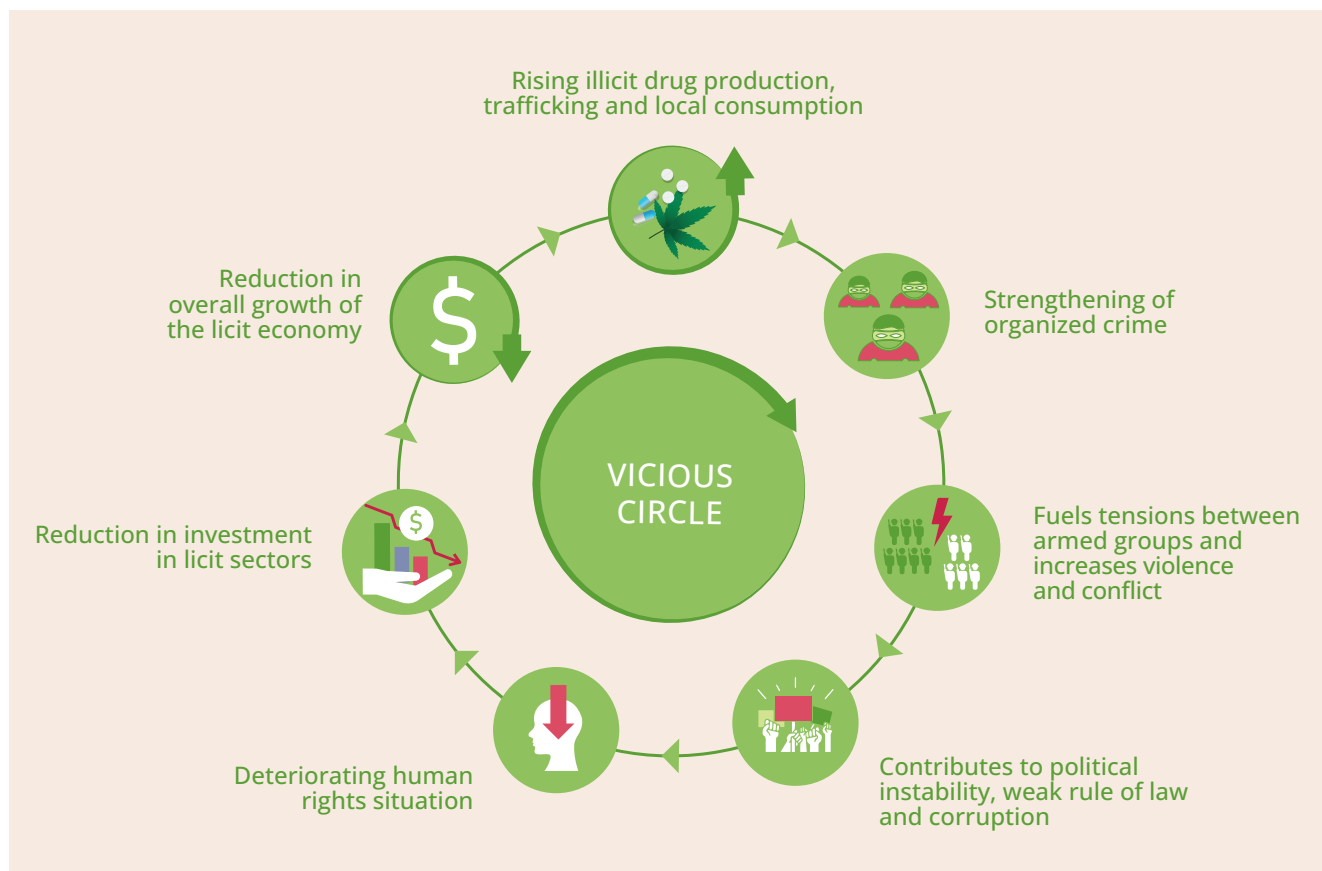 Rising illicit drug production,
trafficking and local consumption
Strengthening of
organized crime
Fuels tensions between
armed groups and
increases violence
and conflict
Contributes to political
instability, weak rule of law
and corruption
Deteriorating human
rights situation
Reduction in investment
in licit sectors
Reduction in
overall growth of
the licit economy
VICIOUS
CIRCLE
$
$